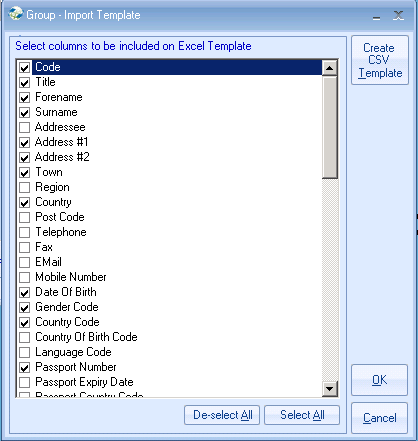 Group - Import Template
Select columns to be included on Excel Template
Code
Title
Forename
Surname
Addressee
Address #1
Address #2
Town
Region
Country
Post Code
Telephone
Fax
EMail
Mobile Number
Date Of Birth
Gender Code
Country Code
Country Of Birth Code
Language Code
Passport Number
Passport Expiry Date
Passport Country Code
De-select All
Select All
Create
CSV
Template
OK
Cancel